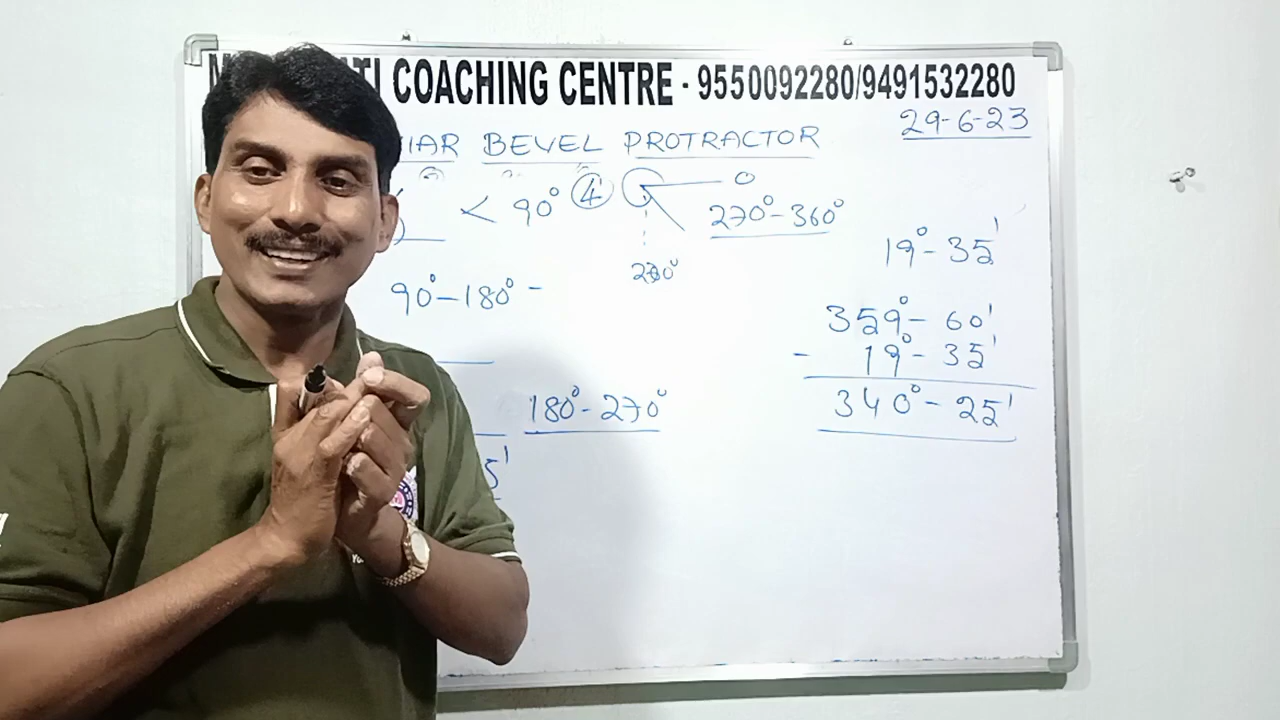 COACHING CENTRE - 9550092280/9491532280
29-6-23
BEVEL PROTRACTOR
< 90° ④ 0
270°-360°
270°
19°-35'
90°-180° -
359°- 60'
- 19°- 35'
340°- 25'
180°-270°
5'